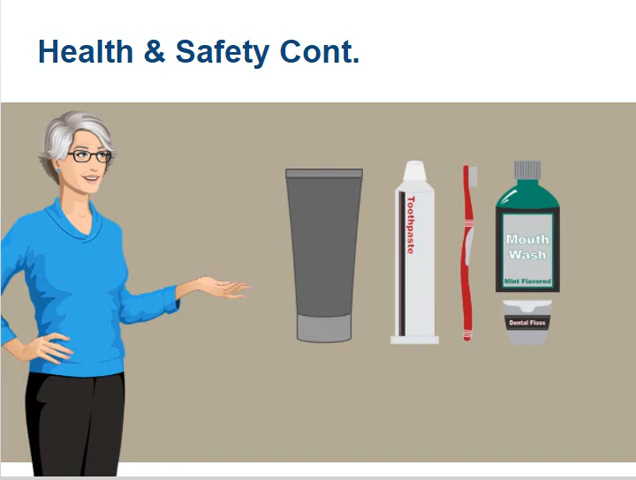 Health & Safety Cont.
Toothpaste
Mouth
Wash
Mint Flavored
Dental Floss